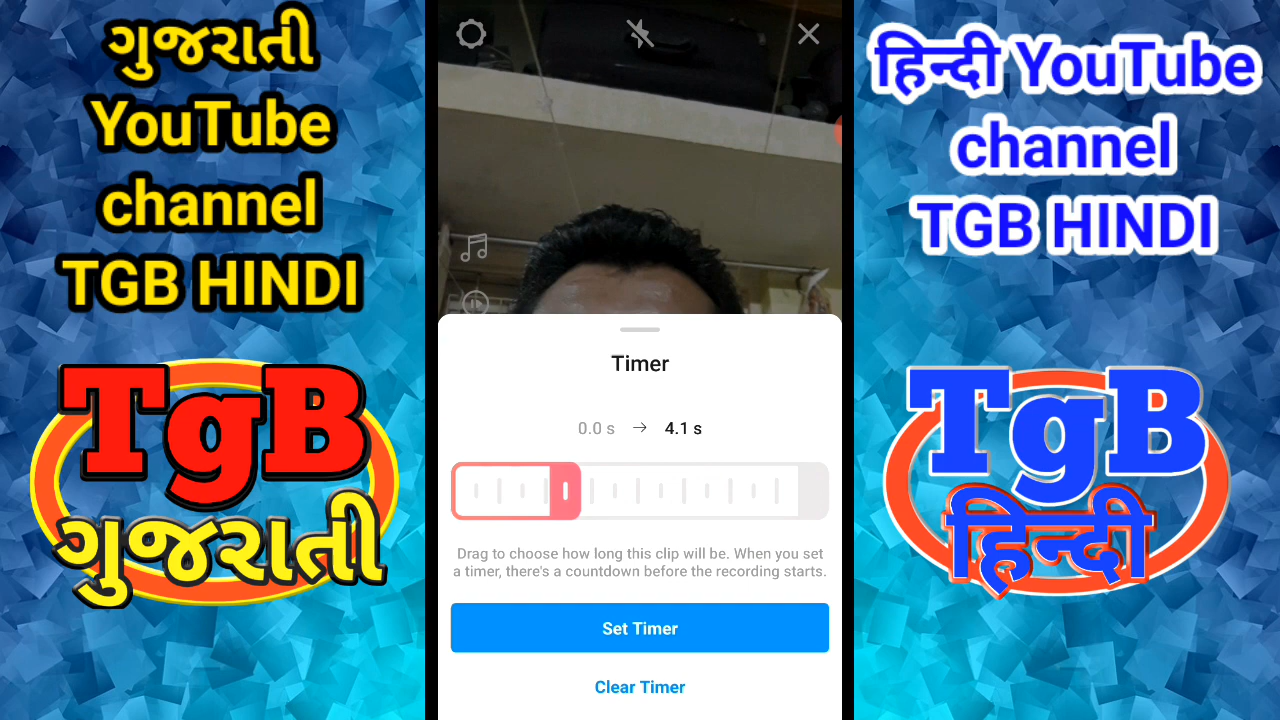 ગુજરાતી
YouTube
channel
TGB HINDI
TgB
ગુજરાતી
Timer
0.0 s → 4.1 s
Drag to choose how long this clip will be. When you set
a timer, there's a countdown before the recording starts.
Set Timer
Clear Timer
हिन्दी YouTube
channel
TGB HINDI
TgB
हिन्दी